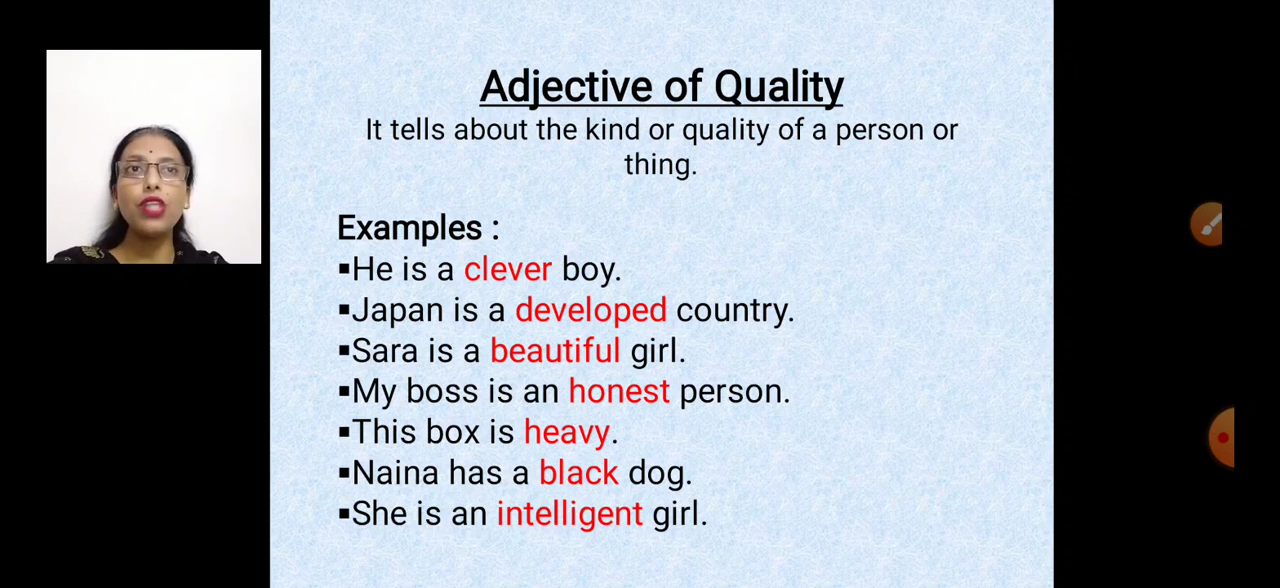 Adjective of Quality
It tells about the kind or quality of a person or
thing.
Examples :
▪He is a clever boy.
▪Japan is a developed country.
▪Sara is a beautiful girl.
▪My boss is an honest person.
▪This box is heavy.
▪Naina has a black dog.
▪She is an intelligent girl.